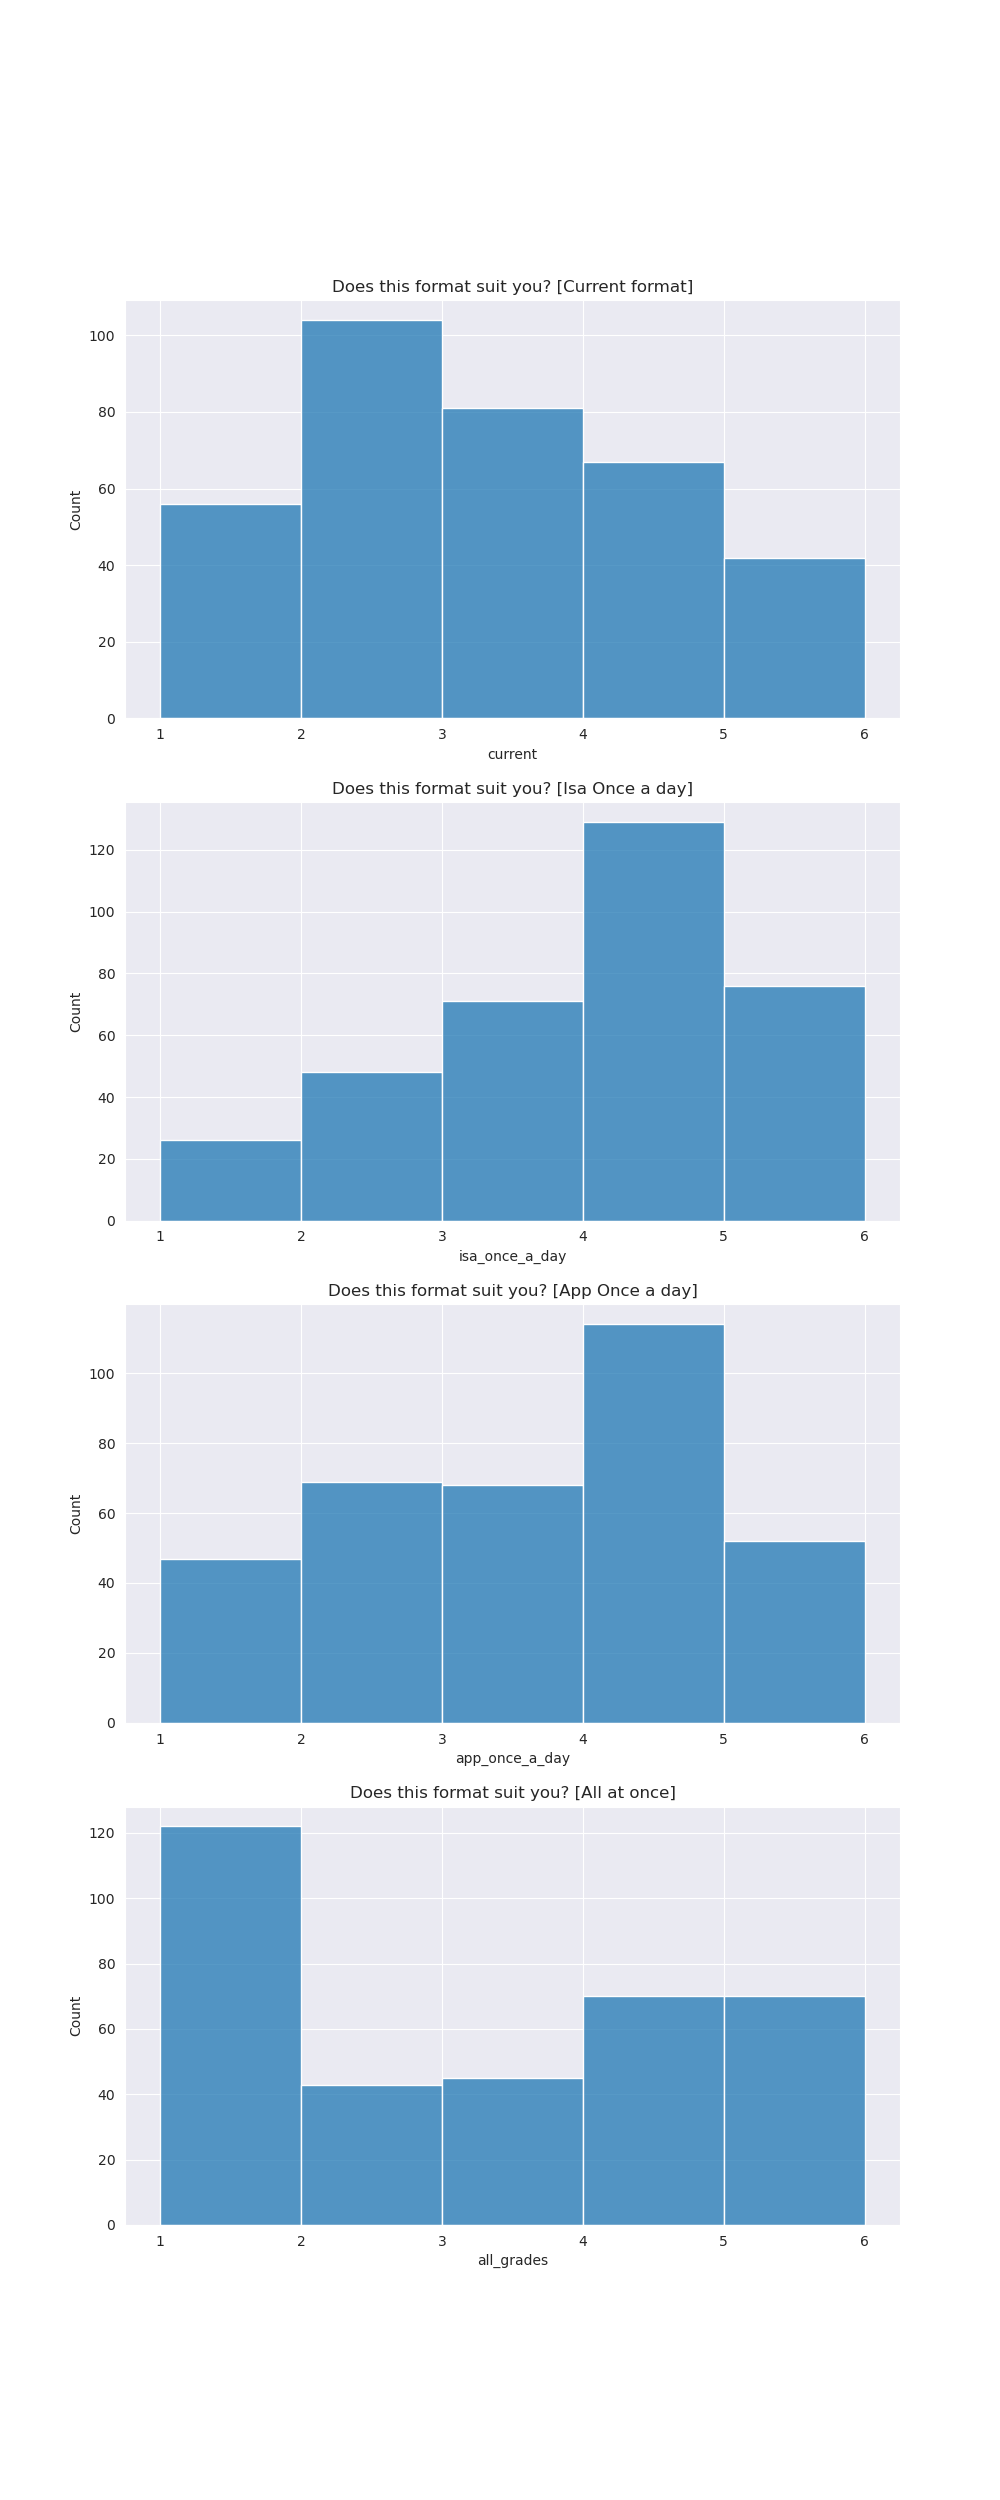 Does this format suit you? [Current format]
100
80
60
40
20
0
Count
1 2 3 4 5 6
current
Does this format suit you? [Isa Once a day]
120
100
80
60
40
20
0
Count
1 2 3 4 5 6
isa_once_a_day
Does this format suit you? [App Once a day]
100
80
60
40
20
0
Count
1 2 3 4 5 6
app_once_a_day
Does this format suit you? [All at once]
120
100
80
60
40
20
0
Count
1 2 3 4 5 6
all_grades